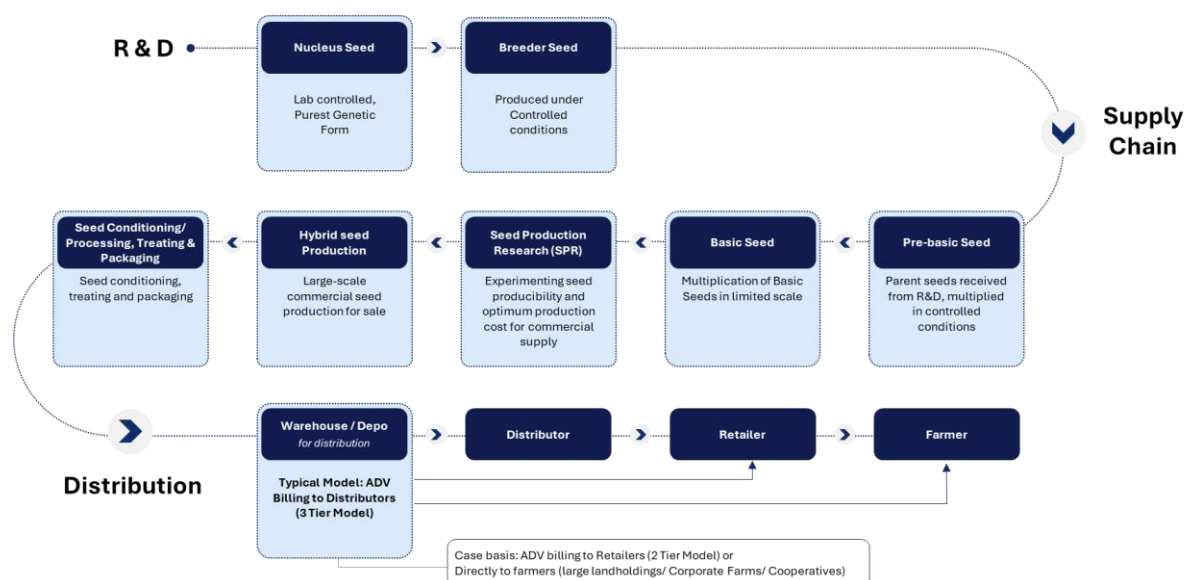 R & D
Nucleus Seed
Lab controlled,
Purest Genetic
Form
Breeder Seed
Produced under
Controlled
conditions
Supply
Chain
Seed Conditioning/
Processing, Treating &
Packaging
Seed conditioning,
treating and packaging
Hybrid seed
Production
Large-scale
commercial seed
production for sale
Seed Production
Research (SPR)
Experimenting seed
producibility and
optimum production
cost for commercial
supply
Basic Seed
Multiplication of Basic
Seeds in limited scale
Pre-basic Seed
Parent seeds received
from R&D, multiplied
in controlled
conditions
Distribution
Warehouse / Depo
for distribution
Typical Model: ADV
Billing to Distributors
(3 Tier Model)
Distributor
Retailer
Farmer
Case basis: ADV billing to Retailers (2 Tier Model) or
Directly to farmers (large landholdings/ Corporate Farms/ Cooperatives)